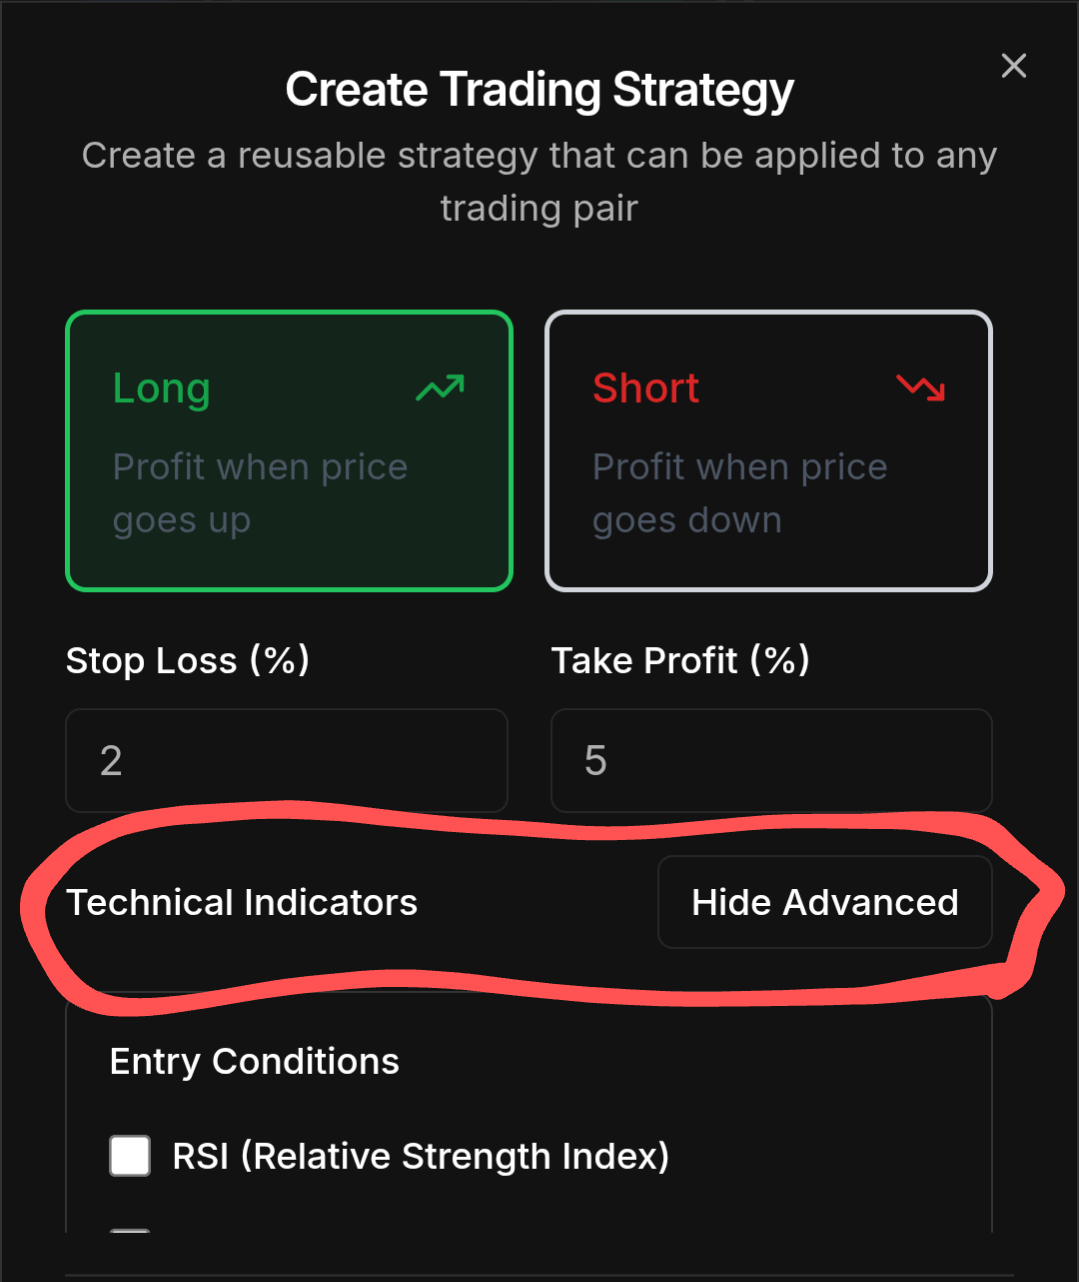 Create Trading Strategy
Create a reusable strategy that can be applied to any
trading pair
Long
Profit when price
goes up
Short
Profit when price
goes down
Stop Loss (%)
2
Take Profit (%)
5
Technical Indicators
Hide Advanced
Entry Conditions
RSI (Relative Strength Index)